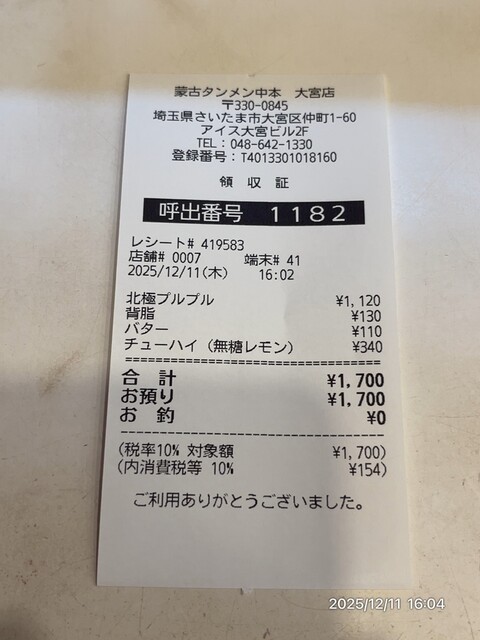 蒙古タンメン中本　大宮店
〒330-0845
埼玉県さいたま市大宮区仲町1-60
アイス大宮ビル2F
TEL：048-642-1330
登録番号：T4013301018160
領 収 証
呼出番号　1182
レシート# 419583
店舗# 0007　端末# 41
2025/12/11(木)　16:02
北極プルプル　¥1,120
背脂　¥130
バター　¥110
チューハイ（無糖レモン）　¥340
合　計　¥1,700
お預り　¥1,700
お　釣　¥0
(税率10% 対象額　¥1,700)
(内消費税等 10%　¥154)
ご利用ありがとうございました。
2025/12/11 16:04